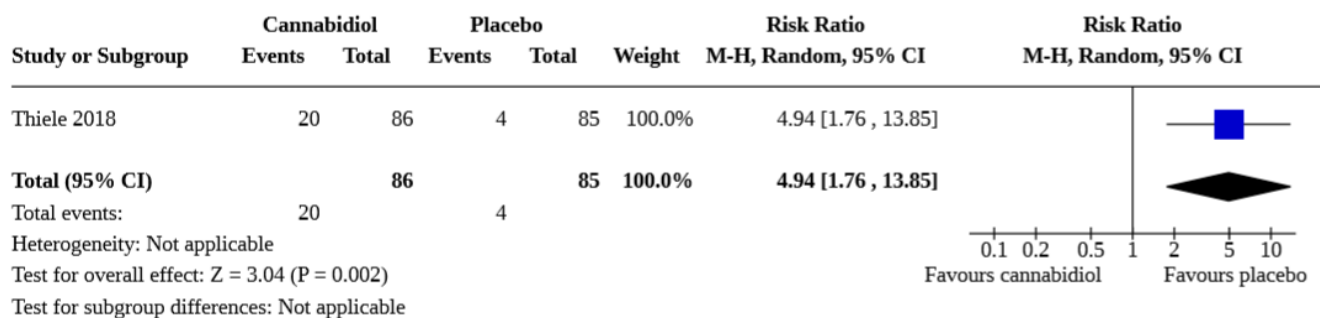 Cannabidiol Placebo Risk Ratio Risk Ratio
Study or Subgroup Events Total Events Total Weight M-H, Random, 95% CI M-H, Random, 95% CI
Thiele 2018 20 86 4 85 100.0% 4.94 [1.76 , 13.85]
Total (95% CI) 86 85 100.0% 4.94 [1.76 , 13.85]
Total events: 20 4
Heterogeneity: Not applicable 0.1 0.2 0.5 1 2 5 10
Test for overall effect: Z = 3.04 (P = 0.002) Favours cannabidiol Favours placebo
Test for subgroup differences: Not applicable